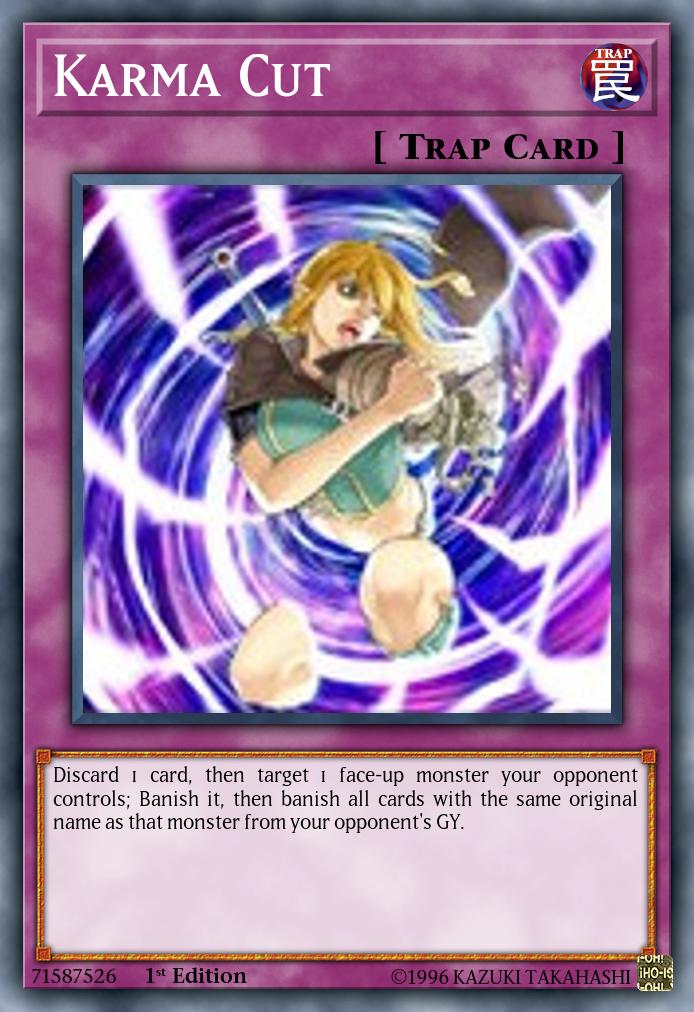 Karma Cut
TRAP
罠
[ Trap Card ]
Discard 1 card, then target 1 face-up monster your opponent
controls; Banish it, then banish all cards with the same original
name as that monster from your opponent's GY.
71587526 1st Edition ©1996 KAZUKI TAKAHASHI